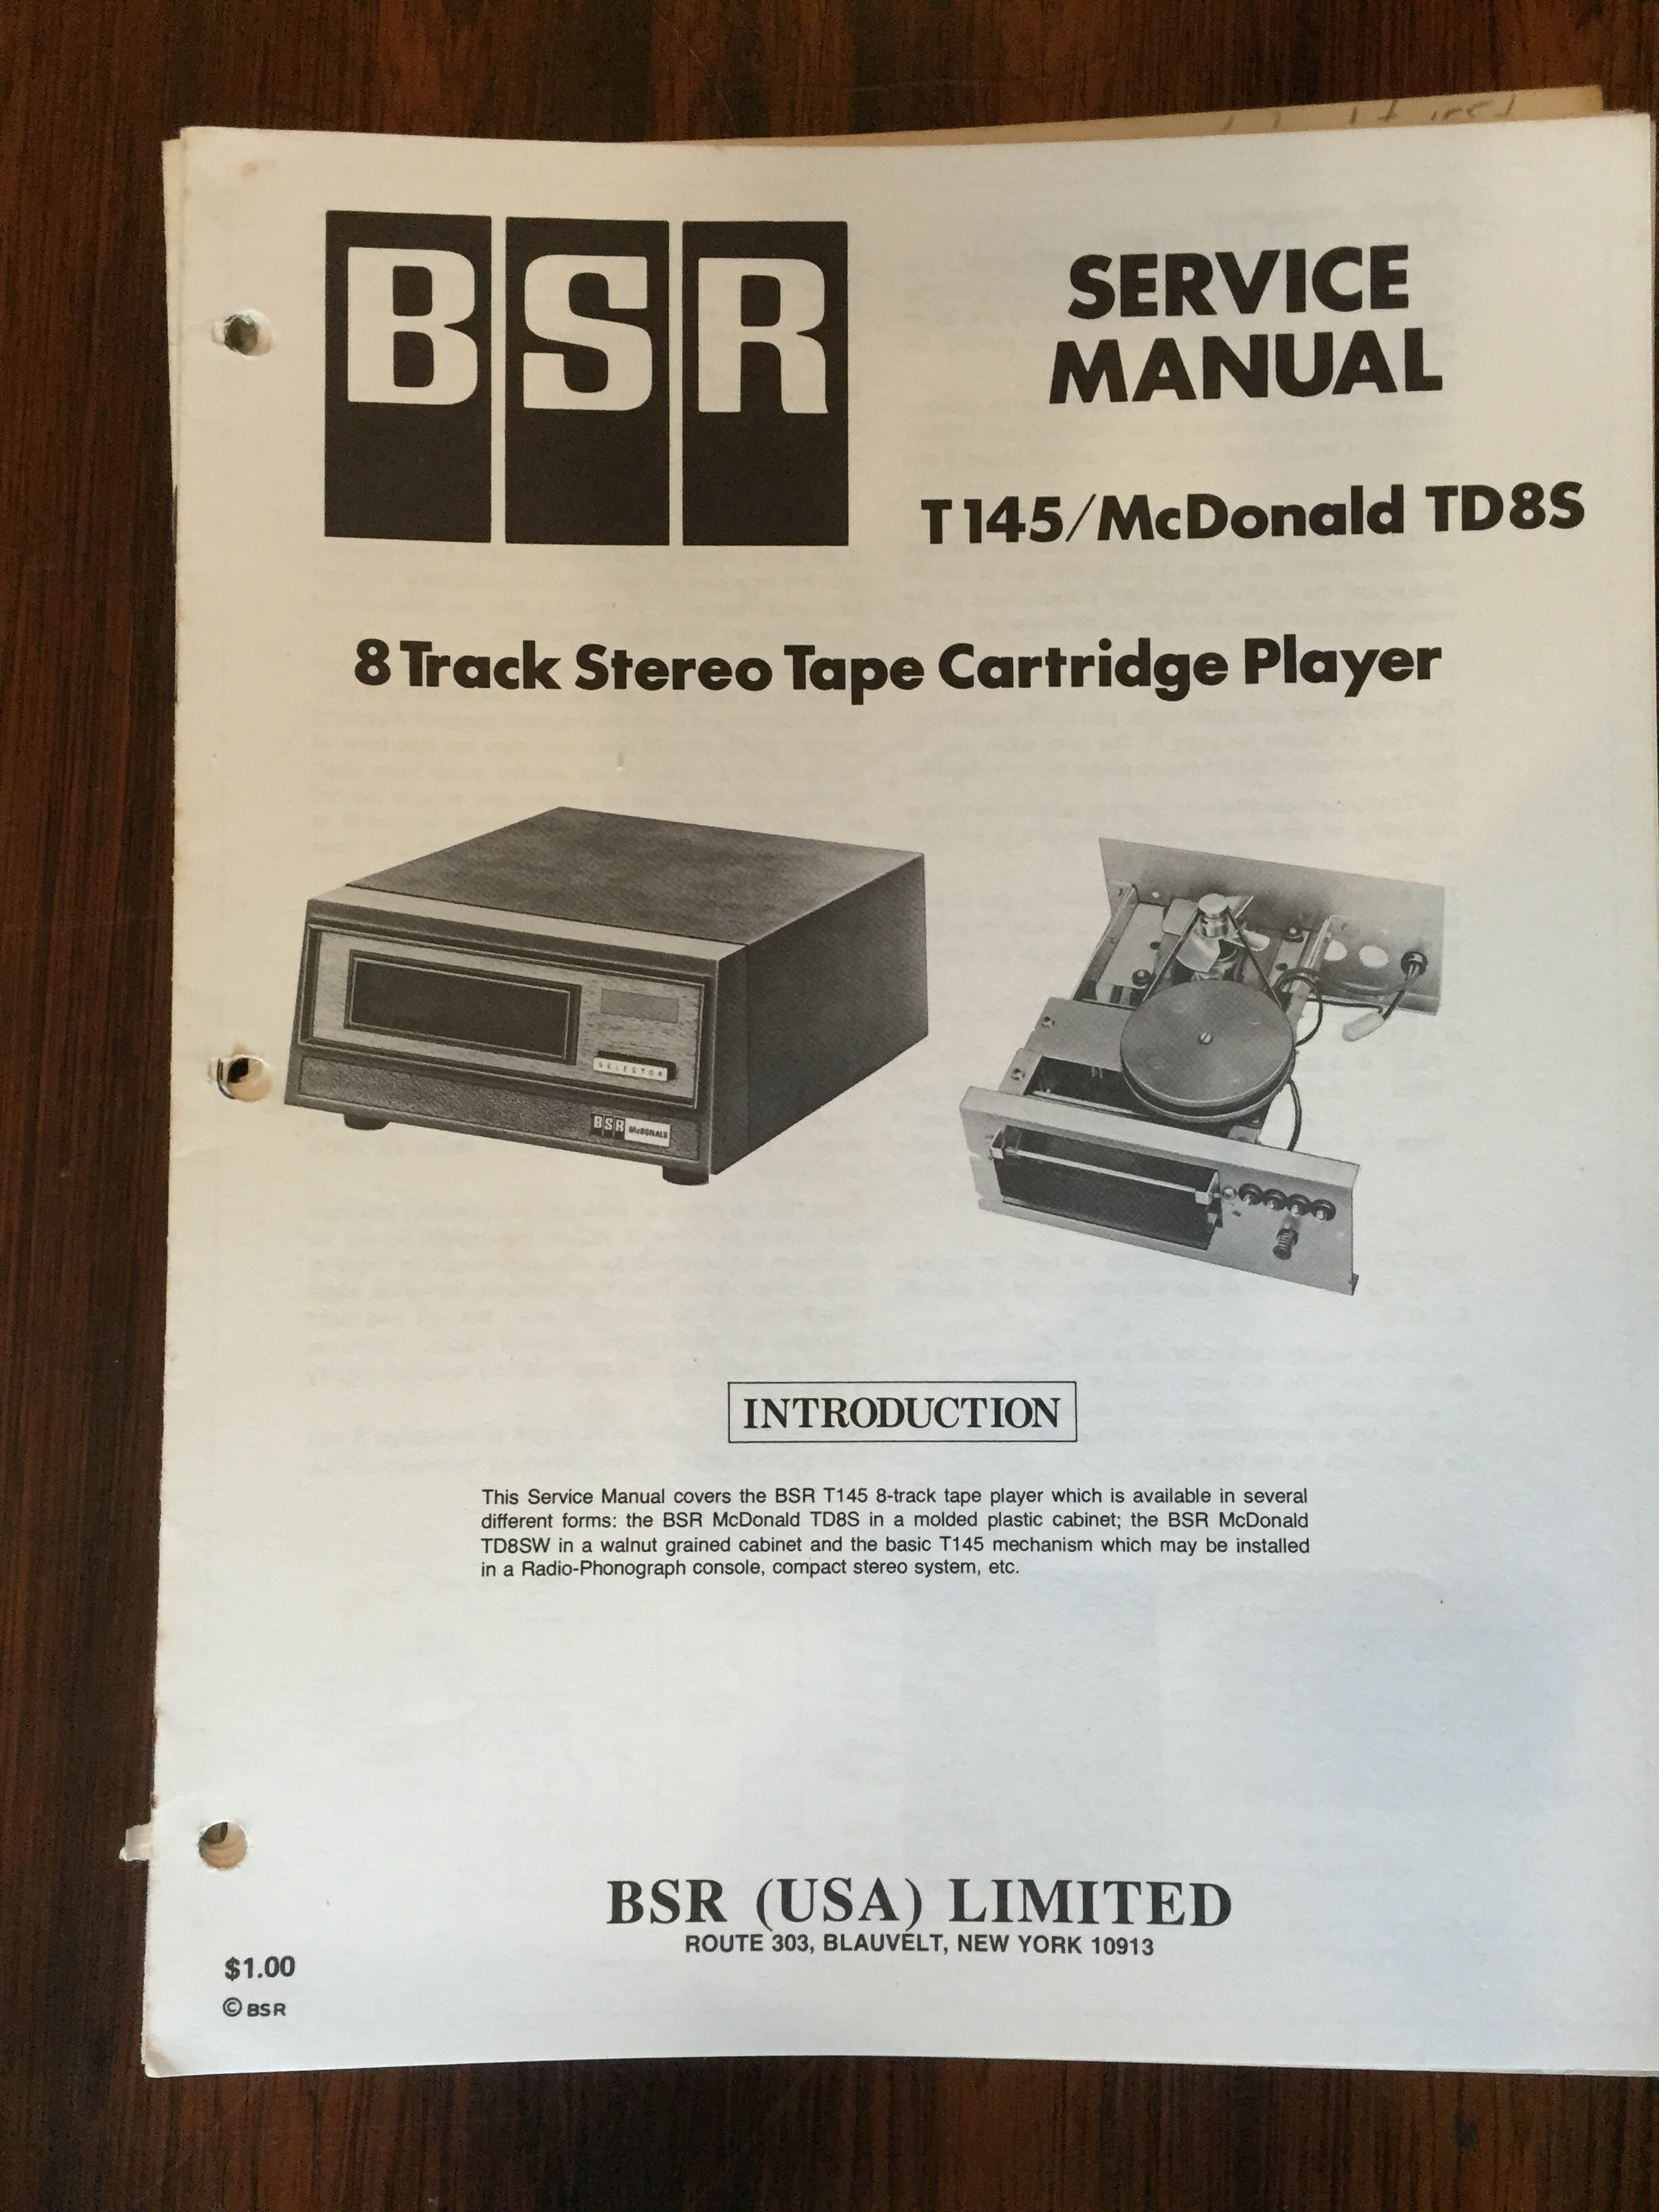 BSR
SERVICE
MANUAL
T145/McDonald TD8S
8 Track Stereo Tape Cartridge Player
SELECTOR
BSR McDONALD
INTRODUCTION
This Service Manual covers the BSR T145 8-track tape player which is available in several
different forms: the BSR McDonald TD8S in a molded plastic cabinet; the BSR McDonald
TD8SW in a walnut grained cabinet and the basic T145 mechanism which may be installed
in a Radio-Phonograph console, compact stereo system, etc.
BSR (USA) LIMITED
ROUTE 303, BLAUVELT, NEW YORK 10913
$1.00
© BSR